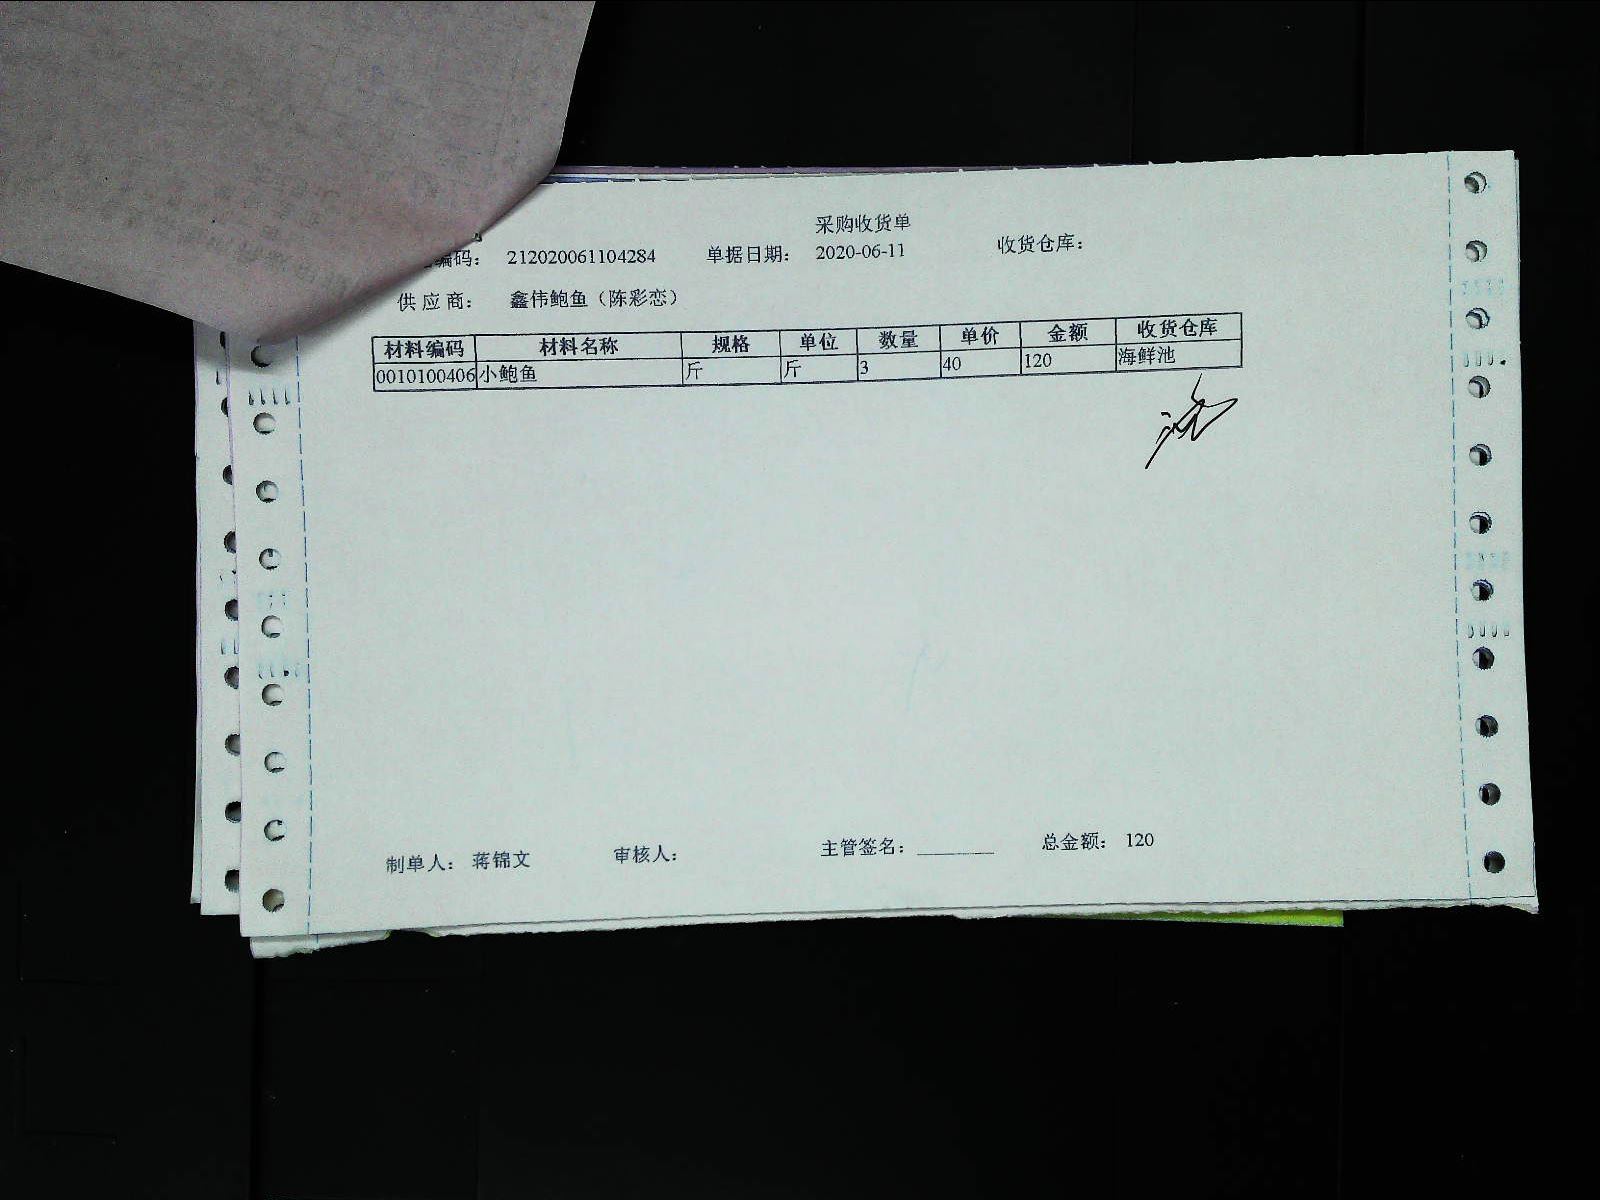 采购收货单
编码： 212020061104284 单据日期： 2020-06-11 收货仓库：
供应商： 鑫伟鲍鱼（陈彩恋）
材料编码 材料名称 规格 单位 数量 单价 金额 收货仓库
0010100406 小鲍鱼 斤 斤 3 40 120 海鲜池
制单人： 蒋锦文 审核人： 主管签名：________ 总金额： 120